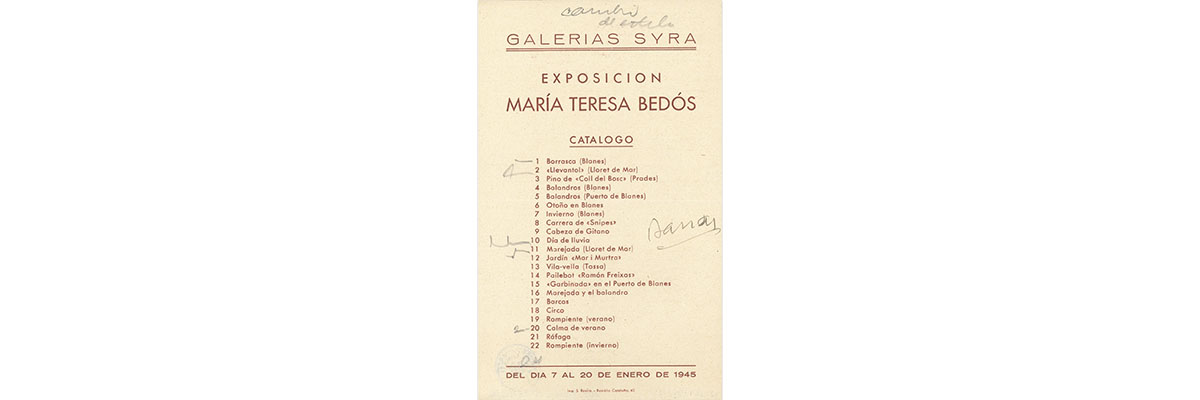 cambio
de estilo
GALERIAS SYRA
EXPOSICION
MARÍA TERESA BEDÓS
CATALOGO
1 Borrasca (Blanes)
2 «Llevantol» (Lloret de Mar)
3 Pino de «Coll del Bosc» (Prades)
4 Balandros (Blanes)
5 Balandros (Puerto de Blanes)
6 Otoño en Blanes
7 Invierno (Blanes)
8 Carrera de «Snipes»
9 Cabeza de Gitano
10 Día de lluvia
11 Marejada (Lloret de Mar)
12 Jardín «Mar i Murtra»
13 Vila-vella (Tossa)
14 Pailebot «Ramón Freixas»
15 «Garbinada» en el Puerto de Blanes
16 Marejada y el balandro
17 Barcas
18 Circo
19 Rompiente (verano)
20 Calma de verano
21 Ráfaga
22 Rompiente (invierno)
DEL DIA 7 AL 20 DE ENERO DE 1945